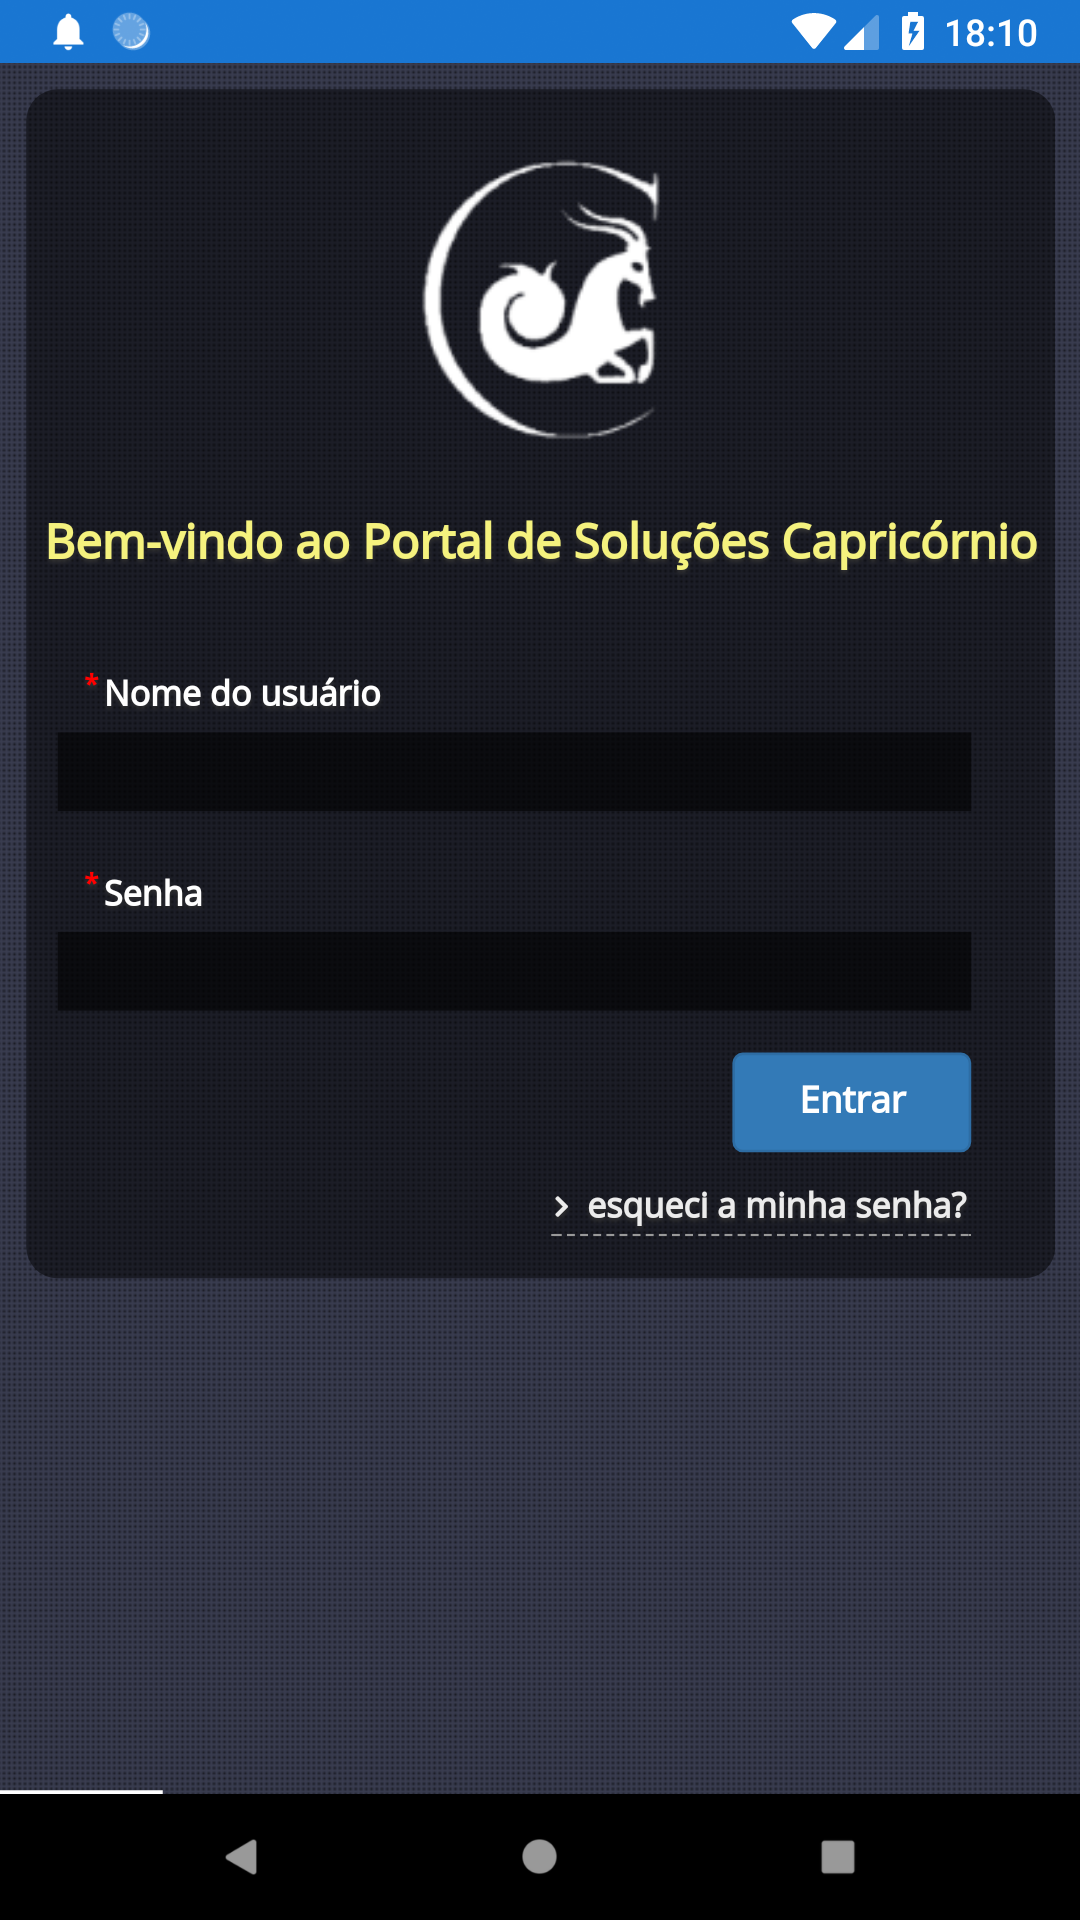 18:10
Bem-vindo ao Portal de Soluções Capricórnio
* Nome do usuário
* Senha
Entrar
esqueci a minha senha?